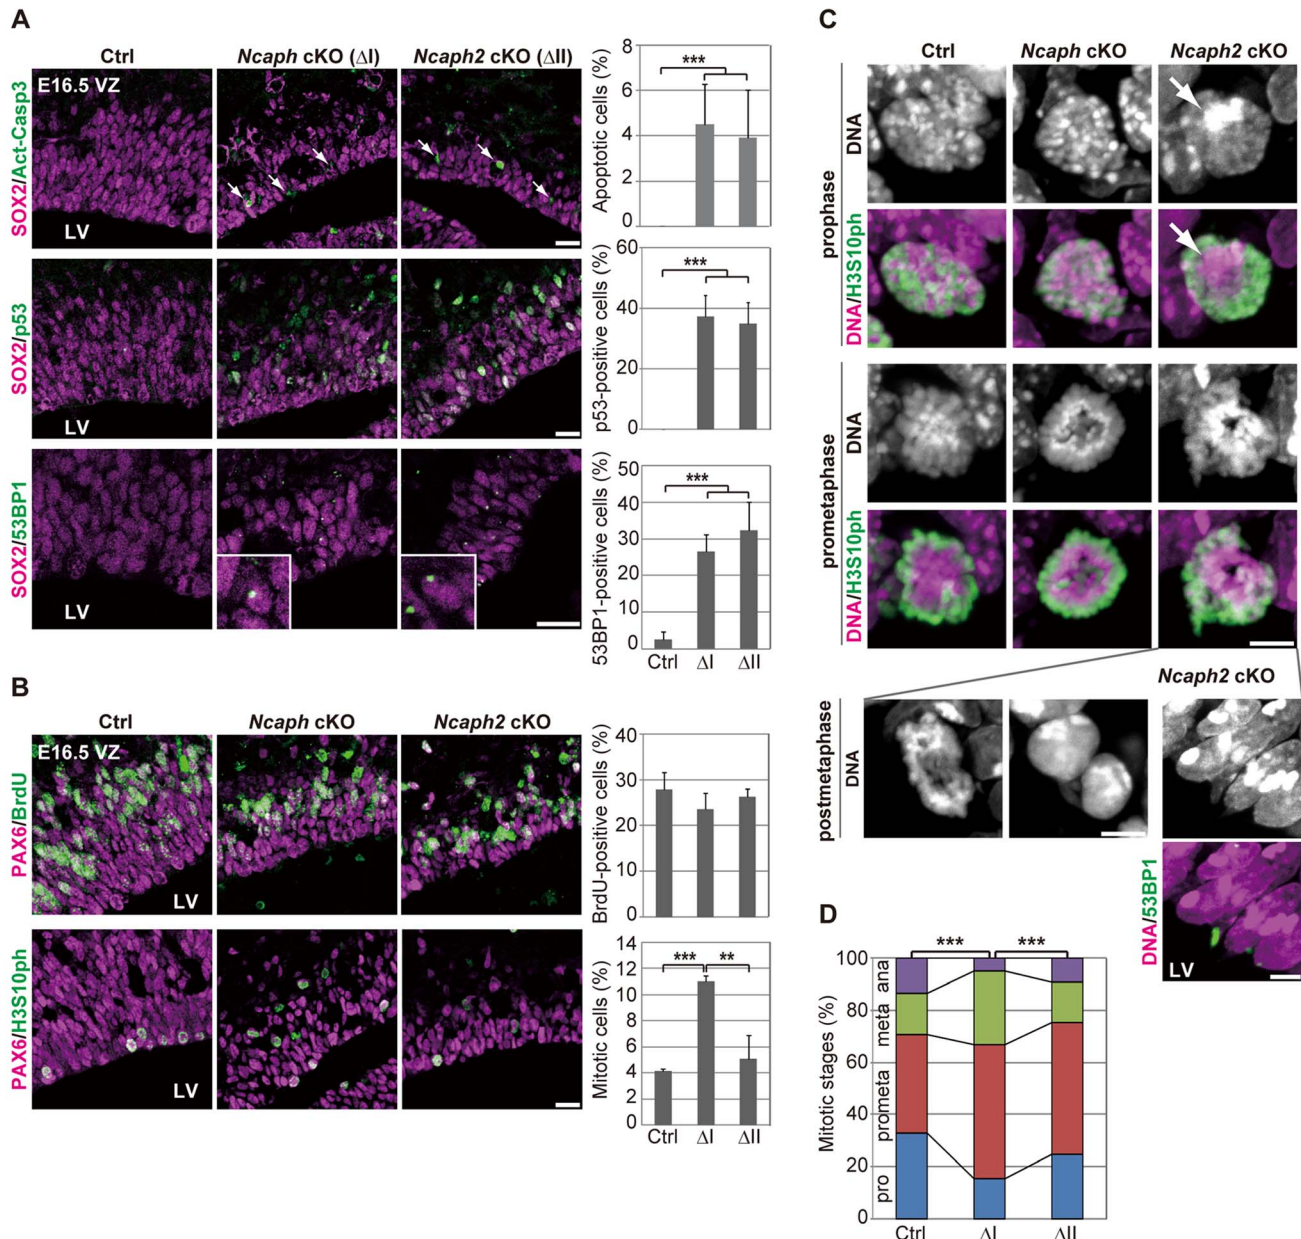 A
Ctrl
Ncaph cKO (ΔI)
Ncaph2 cKO (ΔII)
E16.5 VZ
SOX2/Act-Casp3
LV
Apoptotic cells (%)
8
6
4
2
0
***
SOX2/p53
LV
p53-positive cells (%)
60
40
20
0
***
SOX2/53BP1
LV
53BP1-positive cells (%)
50
40
30
20
10
0
***
Ctrl ΔI ΔII
B
Ctrl
Ncaph cKO
Ncaph2 cKO
E16.5 VZ
PAX6/BrdU
LV
BrdU-positive cells (%)
40
30
20
10
0
PAX6/H3S10ph
LV
Mitotic cells (%)
14
12
10
8
6
4
2
0
*** **
Ctrl ΔI ΔII
C
Ctrl
Ncaph cKO
Ncaph2 cKO
prophase
DNA
DNA/H3S10ph
prometaphase
DNA
DNA/H3S10ph
Ncaph2 cKO
postmetaphase
DNA
DNA/53BP1
LV
D
*** ***
Mitotic stages (%)
100
80
60
40
20
0
ana
meta
prometa
pro
Ctrl ΔI ΔII